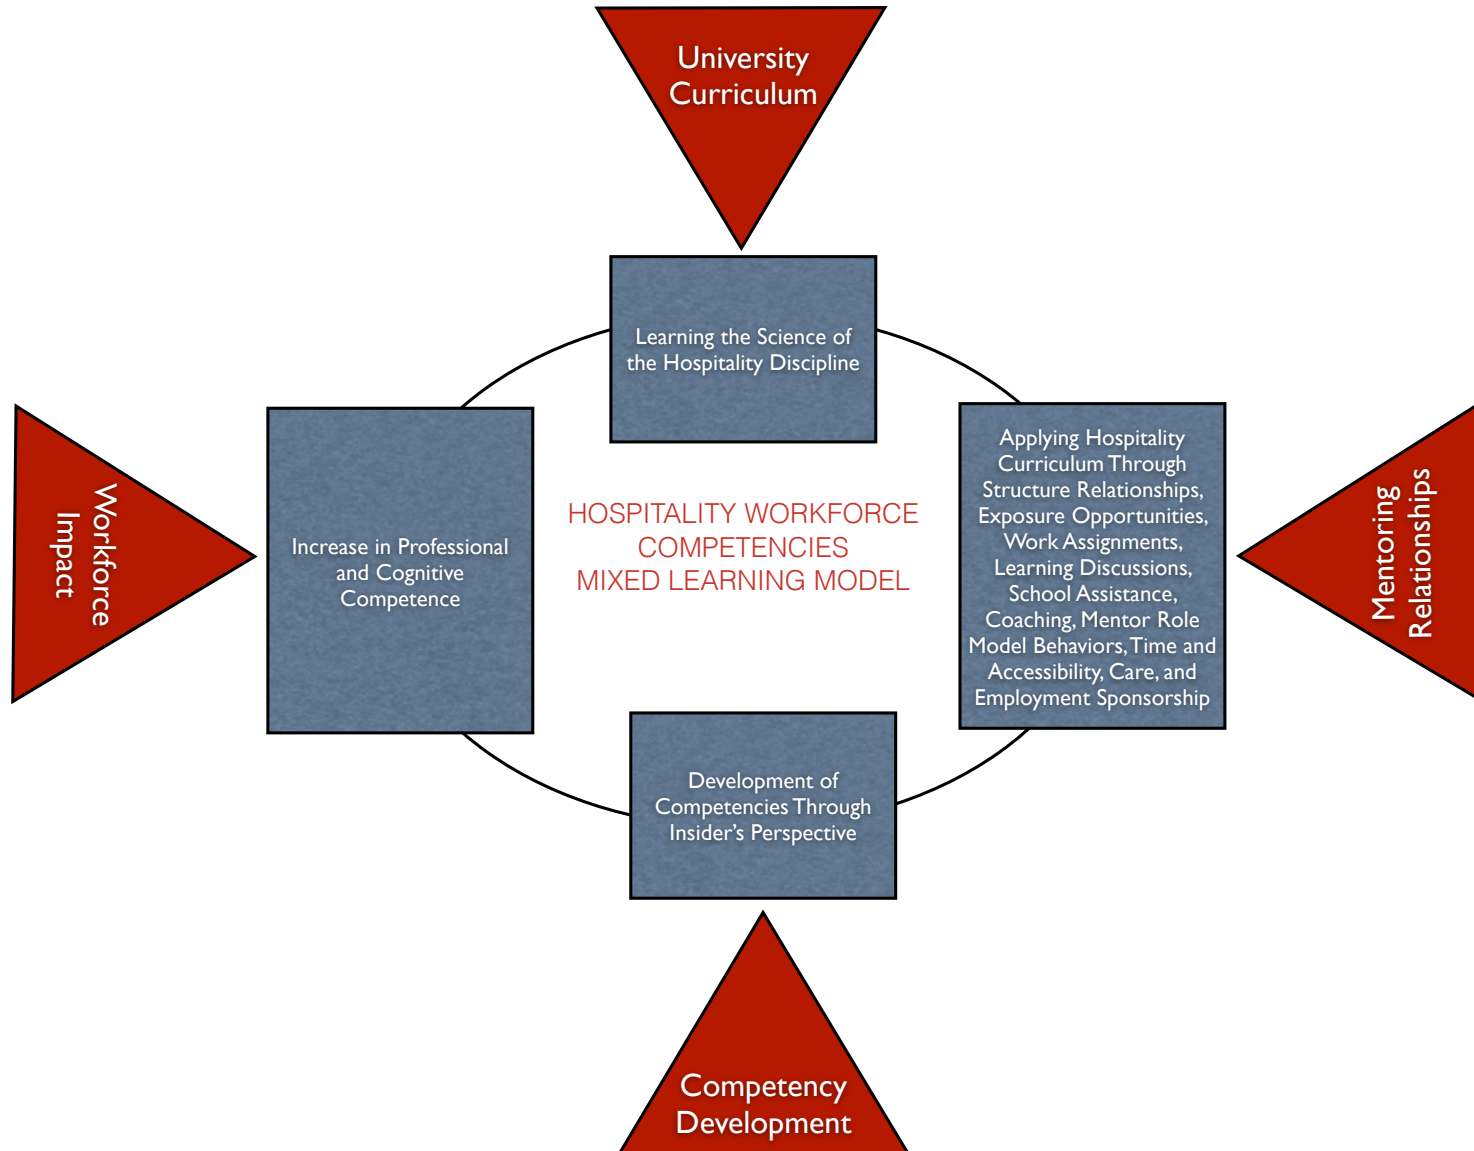 University
Curriculum
Learning the Science of
the Hospitality Discipline
Applying Hospitality
Curriculum Through
Structure Relationships,
Exposure Opportunities,
Work Assignments,
Learning Discussions,
School Assistance,
Coaching, Mentor Role
Model Behaviors, Time and
Accessibility, Care, and
Employment Sponsorship
Mentoring
Relationships
HOSPITALITY WORKFORCE
COMPETENCIES
MIXED LEARNING MODEL
Workforce
Impact
Increase in Professional
and Cognitive
Competence
Development of
Competencies Through
Insider’s Perspective
Competency
Development